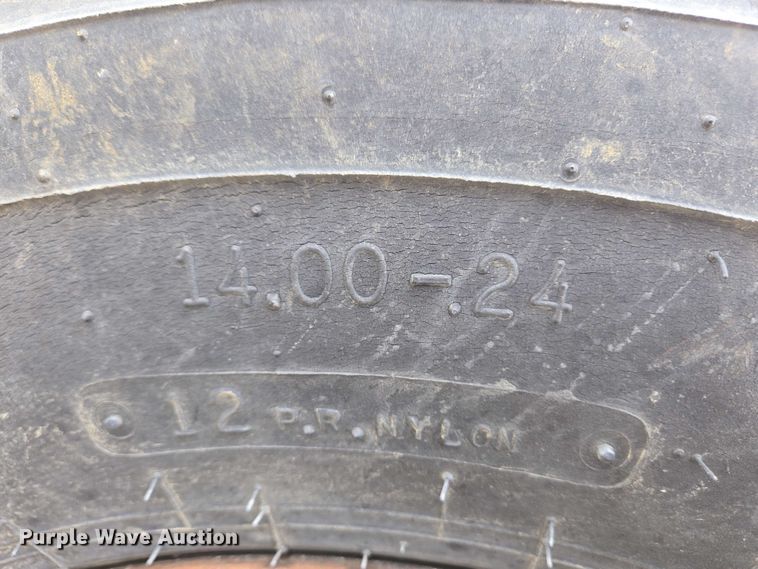 14.00-24
12 P.R. NYLON
Purple Wave Auction